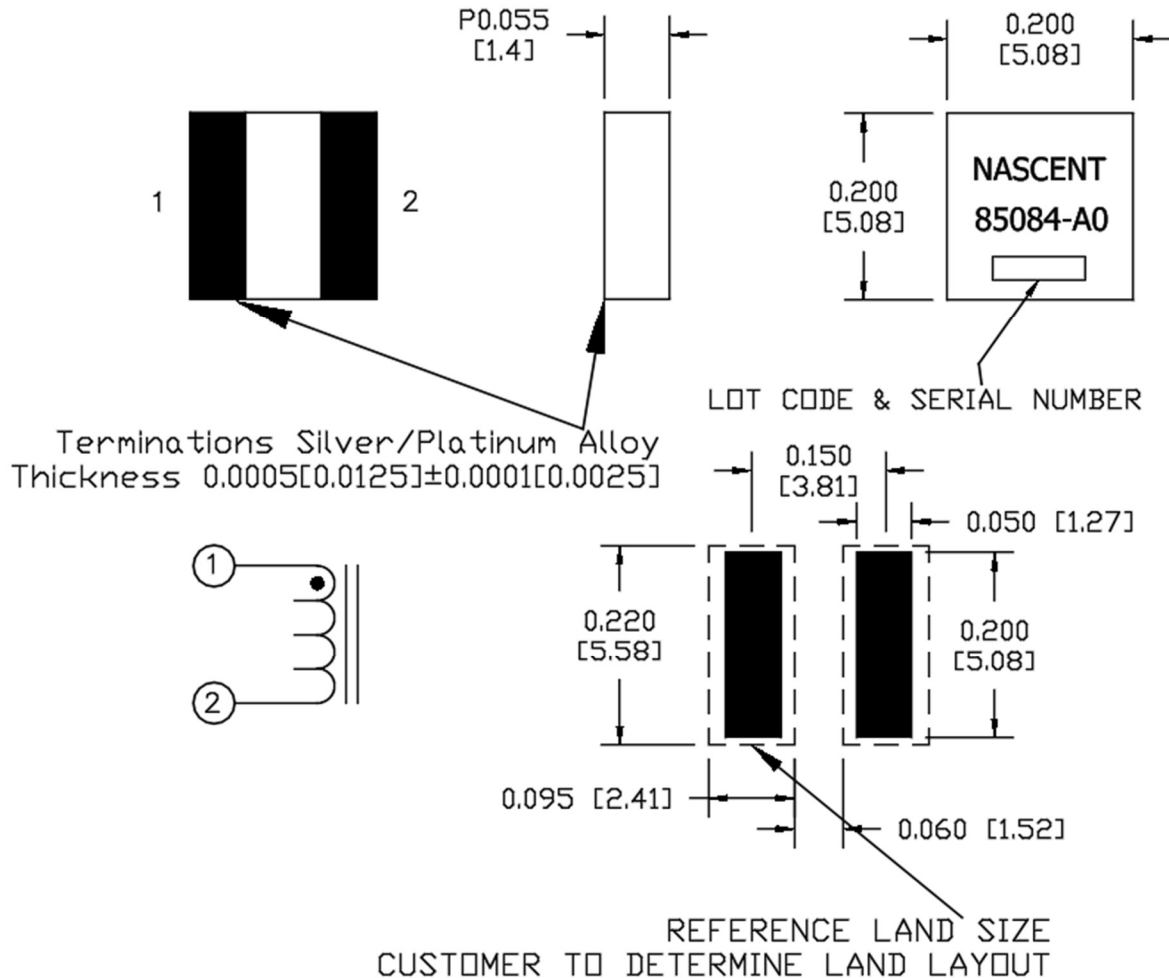 P0.055
[1.4]
0.200
[5.08]
1
2
0.200
[5.08]
NASCENT
85084-A0
LOT CODE & SERIAL NUMBER
Terminations Silver/Platinum Alloy
Thickness 0.0005[0.0125]±0.0001[0.0025]
0.150
[3.81]
0.050 [1.27]
1
2
0.220
[5.58]
0.200
[5.08]
0.095 [2.41]
0.060 [1.52]
REFERENCE LAND SIZE
CUSTOMER TO DETERMINE LAND LAYOUT